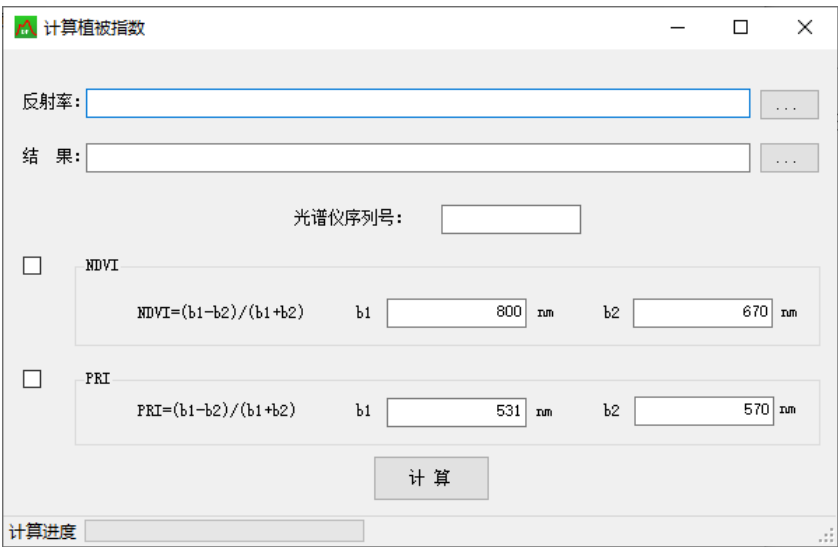 计算植被指数
反射率: ...
结 果: ...
光谱仪序列号:
NDVI
NDVI=(b1-b2)/(b1+b2) b1 800 nm b2 670 nm
PRI
PRI=(b1-b2)/(b1+b2) b1 531 nm b2 570 nm
计 算
计算进度